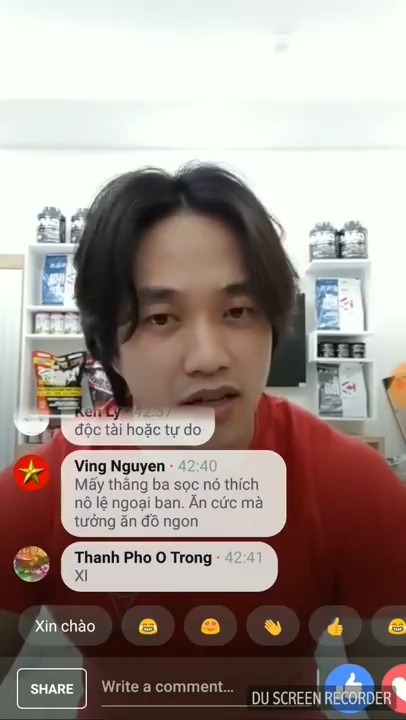 Ken Ly · 42:37
độc tài hoặc tự do
Ving Nguyen · 42:40
Mấy thằng ba sọc nó thích
nô lệ ngoại ban. Ăn cức mà
tưởng ăn đồ ngon
Thanh Pho O Trong · 42:41
Xl
Xin chào
SHARE
Write a comment...
DU SCREEN RECORDER